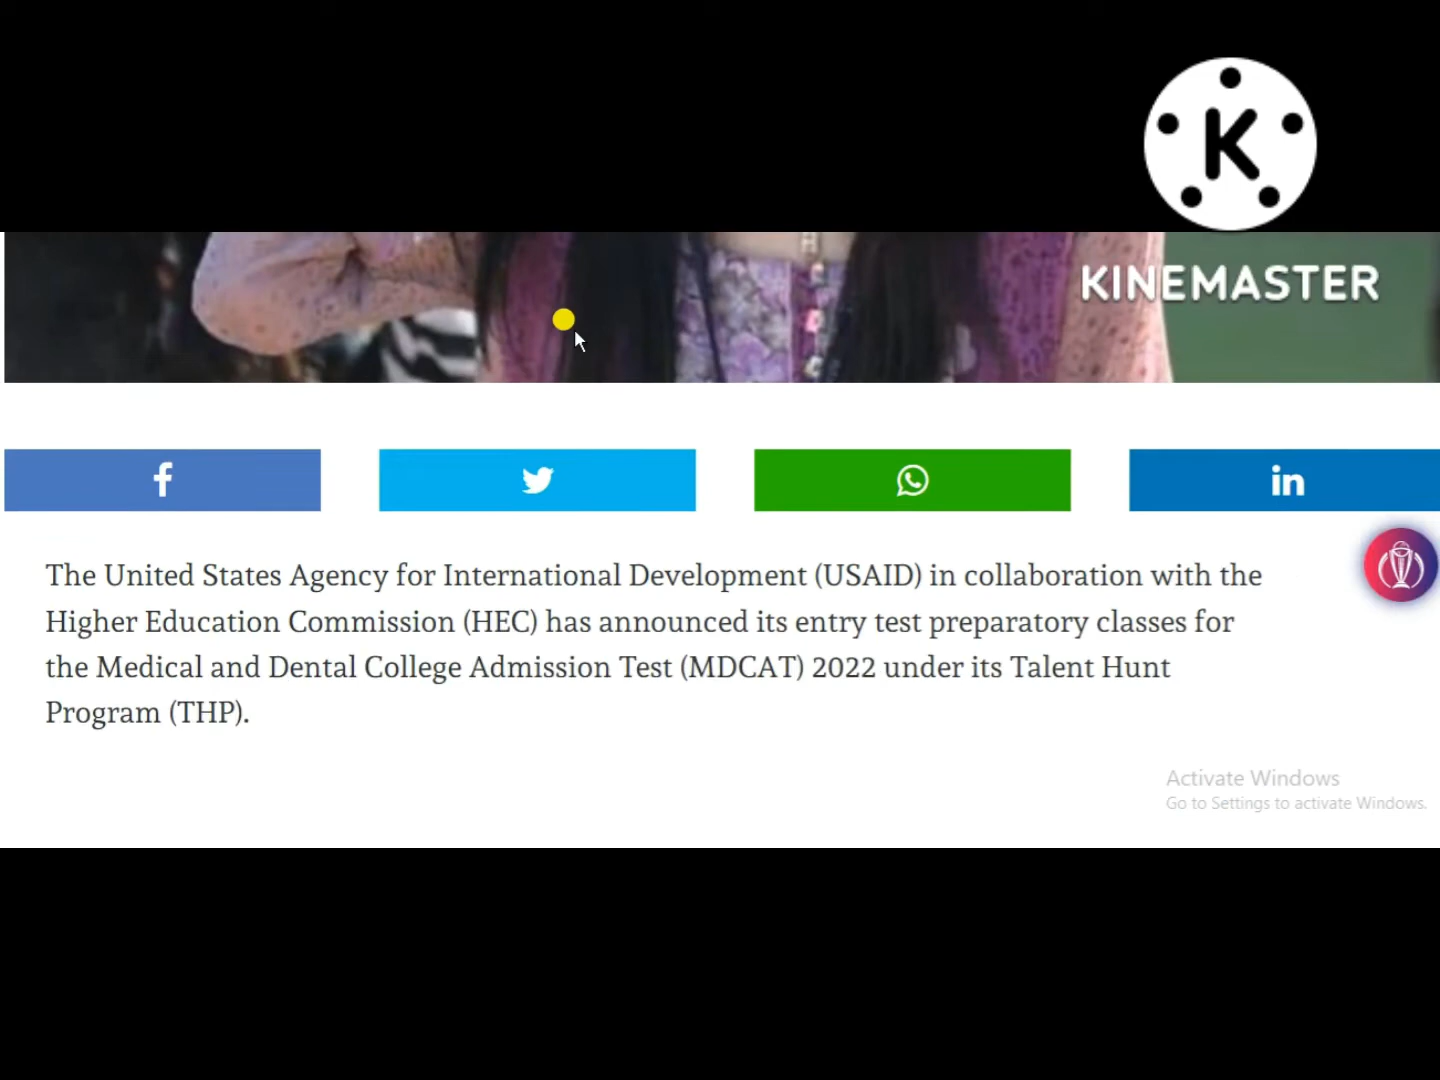 K
KINEMASTER
f
in
The United States Agency for International Development (USAID) in collaboration with the
Higher Education Commission (HEC) has announced its entry test preparatory classes for
the Medical and Dental College Admission Test (MDCAT) 2022 under its Talent Hunt
Program (THP).
Activate Windows
Go to Settings to activate Windows.